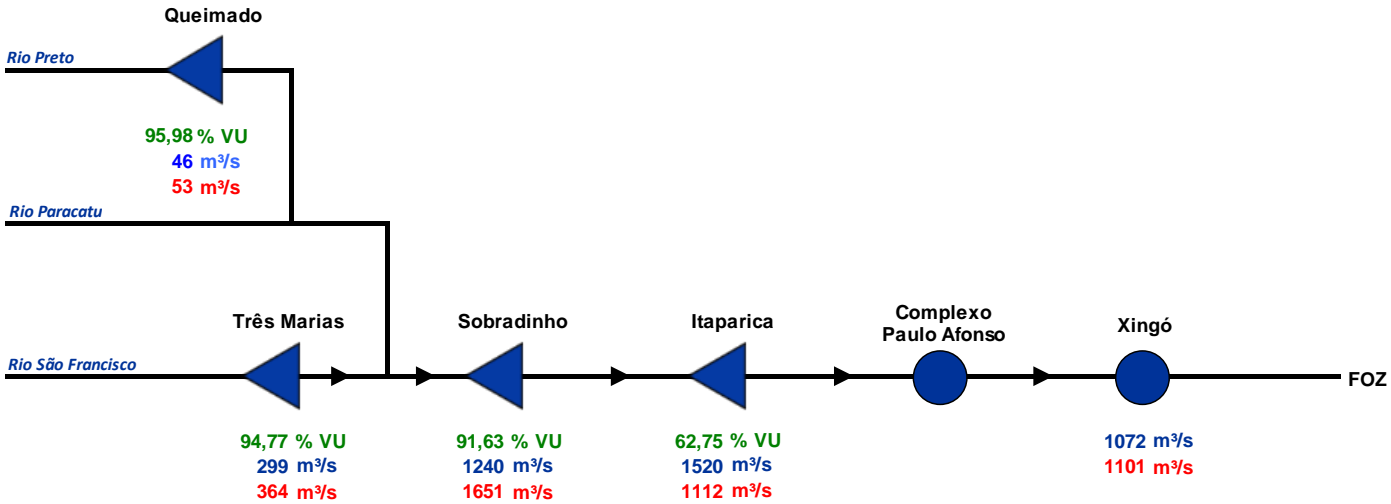 Queimado
Rio Preto
95,98 % VU
46 m³/s
53 m³/s
Rio Paracatu
Três Marias
Sobradinho
Itaparica
Complexo
Paulo Afonso
Xingó
Rio São Francisco
FOZ
94,77 % VU
299 m³/s
364 m³/s
91,63 % VU
1240 m³/s
1651 m³/s
62,75 % VU
1520 m³/s
1112 m³/s
1072 m³/s
1101 m³/s